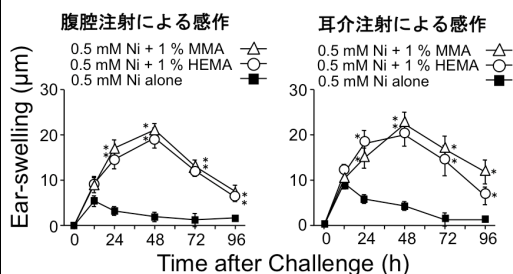 腹腔注射による感作
0.5 mM Ni + 1 % MMA
0.5 mM Ni + 1 % HEMA
0.5 mM Ni alone
耳介注射による感作
0.5 mM Ni + 1 % MMA
0.5 mM Ni + 1 % HEMA
0.5 mM Ni alone
Ear-swelling (μm)
30
20
10
0
0 24 48 72 96
30
20
10
0
0 24 48 72 96
Time after Challenge (h)